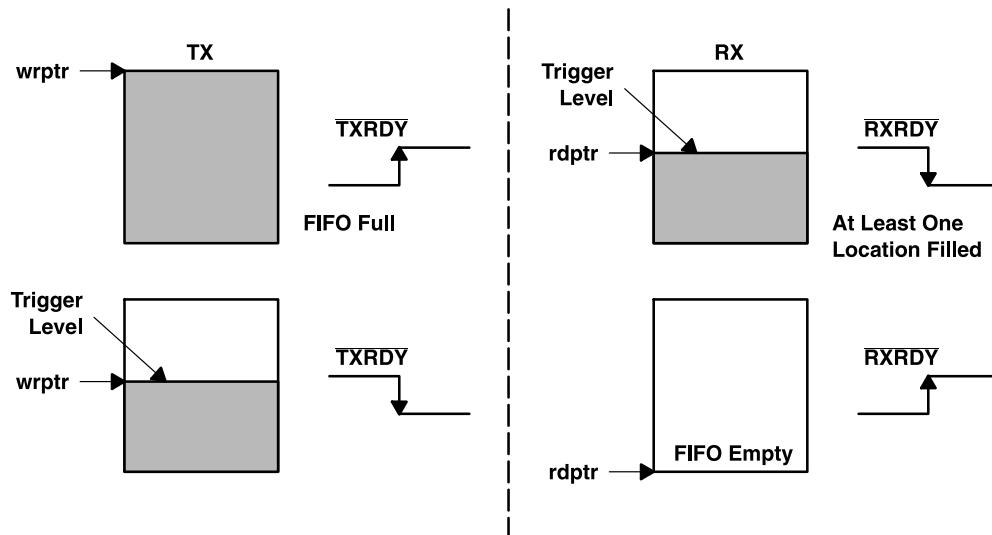 TX
wrptr
TXRDY
FIFO Full
Trigger
Level
TXRDY
wrptr
RX
Trigger
Level
RXRDY
rdptr
At Least One
Location Filled
RXRDY
FIFO Empty
rdptr